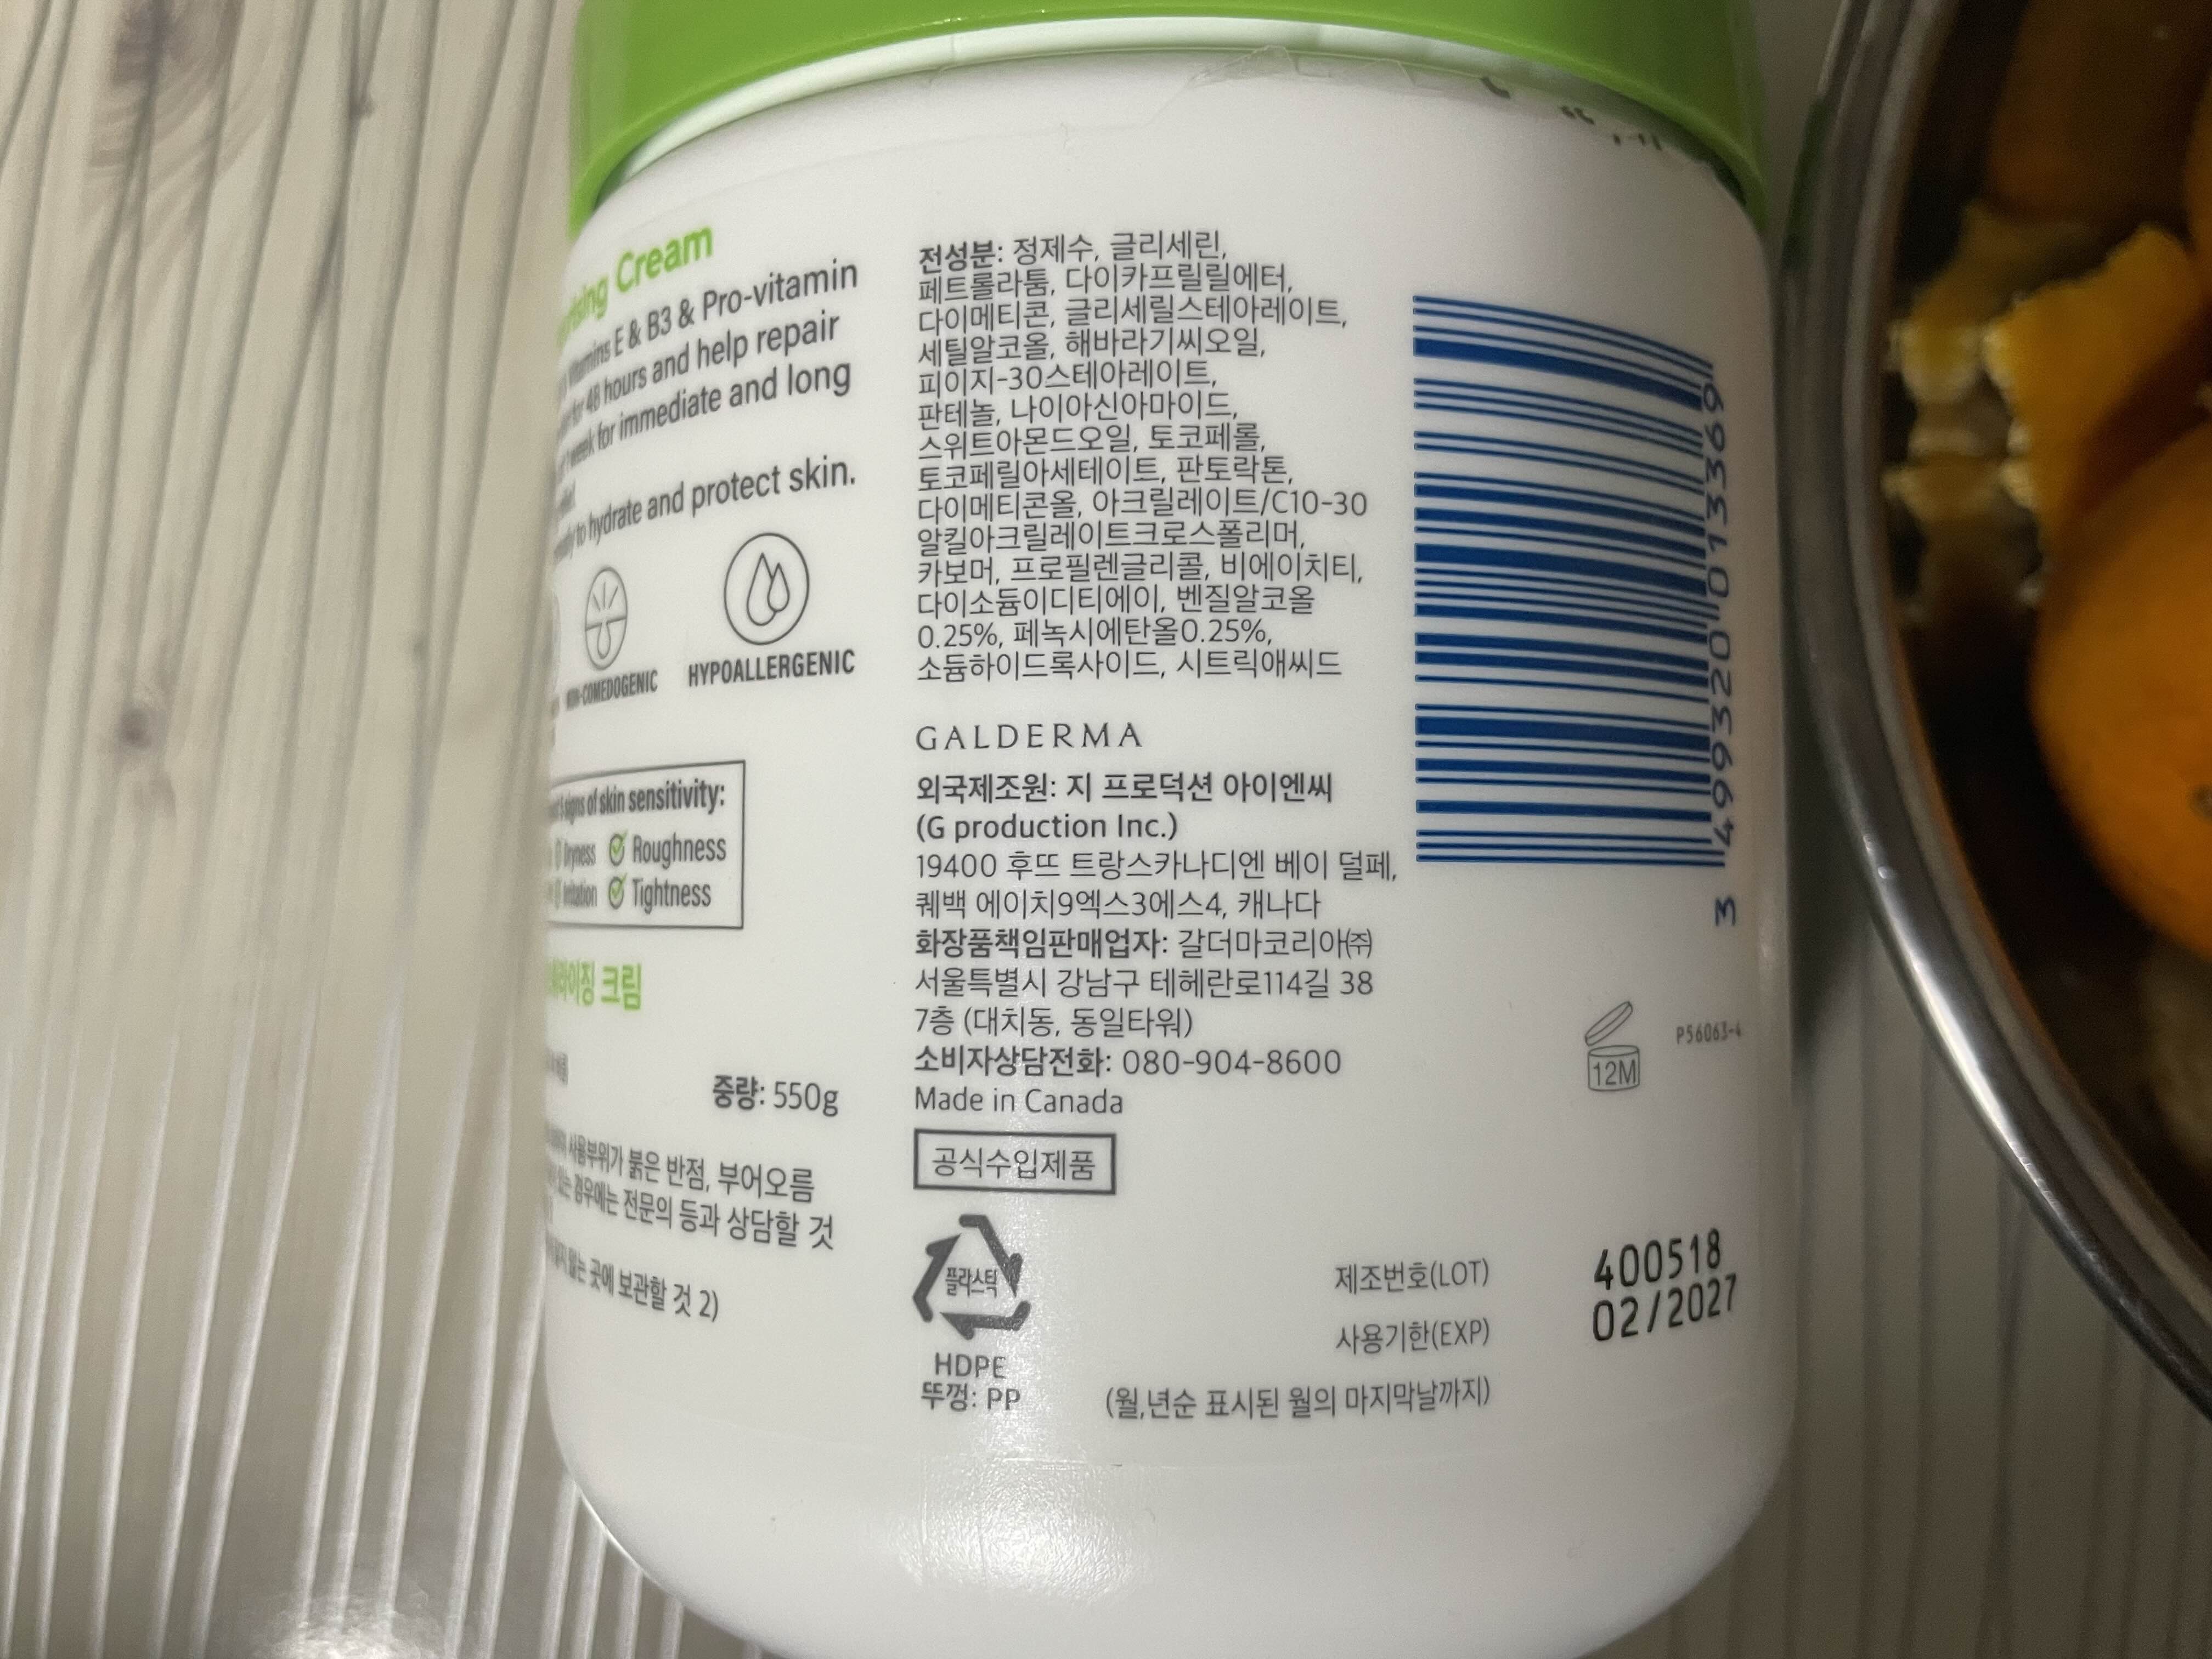 Cream
E & B3 & Pro-vitamin
48 hours and help repair
week for immediate and long
to hydrate and protect skin.
NON-COMEDOGENIC
HYPOALLERGENIC
signs of skin sensitivity:
Dryness Roughness
Irritation Tightness
크림
중량: 550g
사용부위가 붉은 반점, 부어오름
있는 경우에는 전문의 등과 상담할 것
않는 곳에 보관할 것 2)
전성분: 정제수, 글리세린,
페트롤라툼, 다이카프릴릴에터,
다이메티콘, 글리세릴스테아레이트,
세틸알코올, 해바라기씨오일,
피이지-30스테아레이트,
판테놀, 나이아신아마이드,
스위트아몬드오일, 토코페롤,
토코페릴아세테이트, 판토락톤,
다이메티콘올, 아크릴레이트/C10-30
알킬아크릴레이트크로스폴리머,
카보머, 프로필렌글리콜, 비에이치티,
다이소듐이디티에이, 벤질알코올
0.25%, 페녹시에탄올0.25%,
소듐하이드록사이드, 시트릭애씨드
GALDERMA
외국제조원: 지 프로덕션 아이엔씨
(G production Inc.)
19400 후뜨 트랑스카나디엔 베이 덜페,
퀘백 에이치9엑스3에스4, 캐나다
화장품책임판매업자: 갈더마코리아㈜
서울특별시 강남구 테헤란로114길 38
7층 (대치동, 동일타워)
소비자상담전화: 080-904-8600
Made in Canada
공식수입제품
플라스틱
HDPE
뚜껑: PP
3 499320 013369
12M
P56063-4
제조번호(LOT) 400518
사용기한(EXP) 02/2027
(월,년순 표시된 월의 마지막날까지)